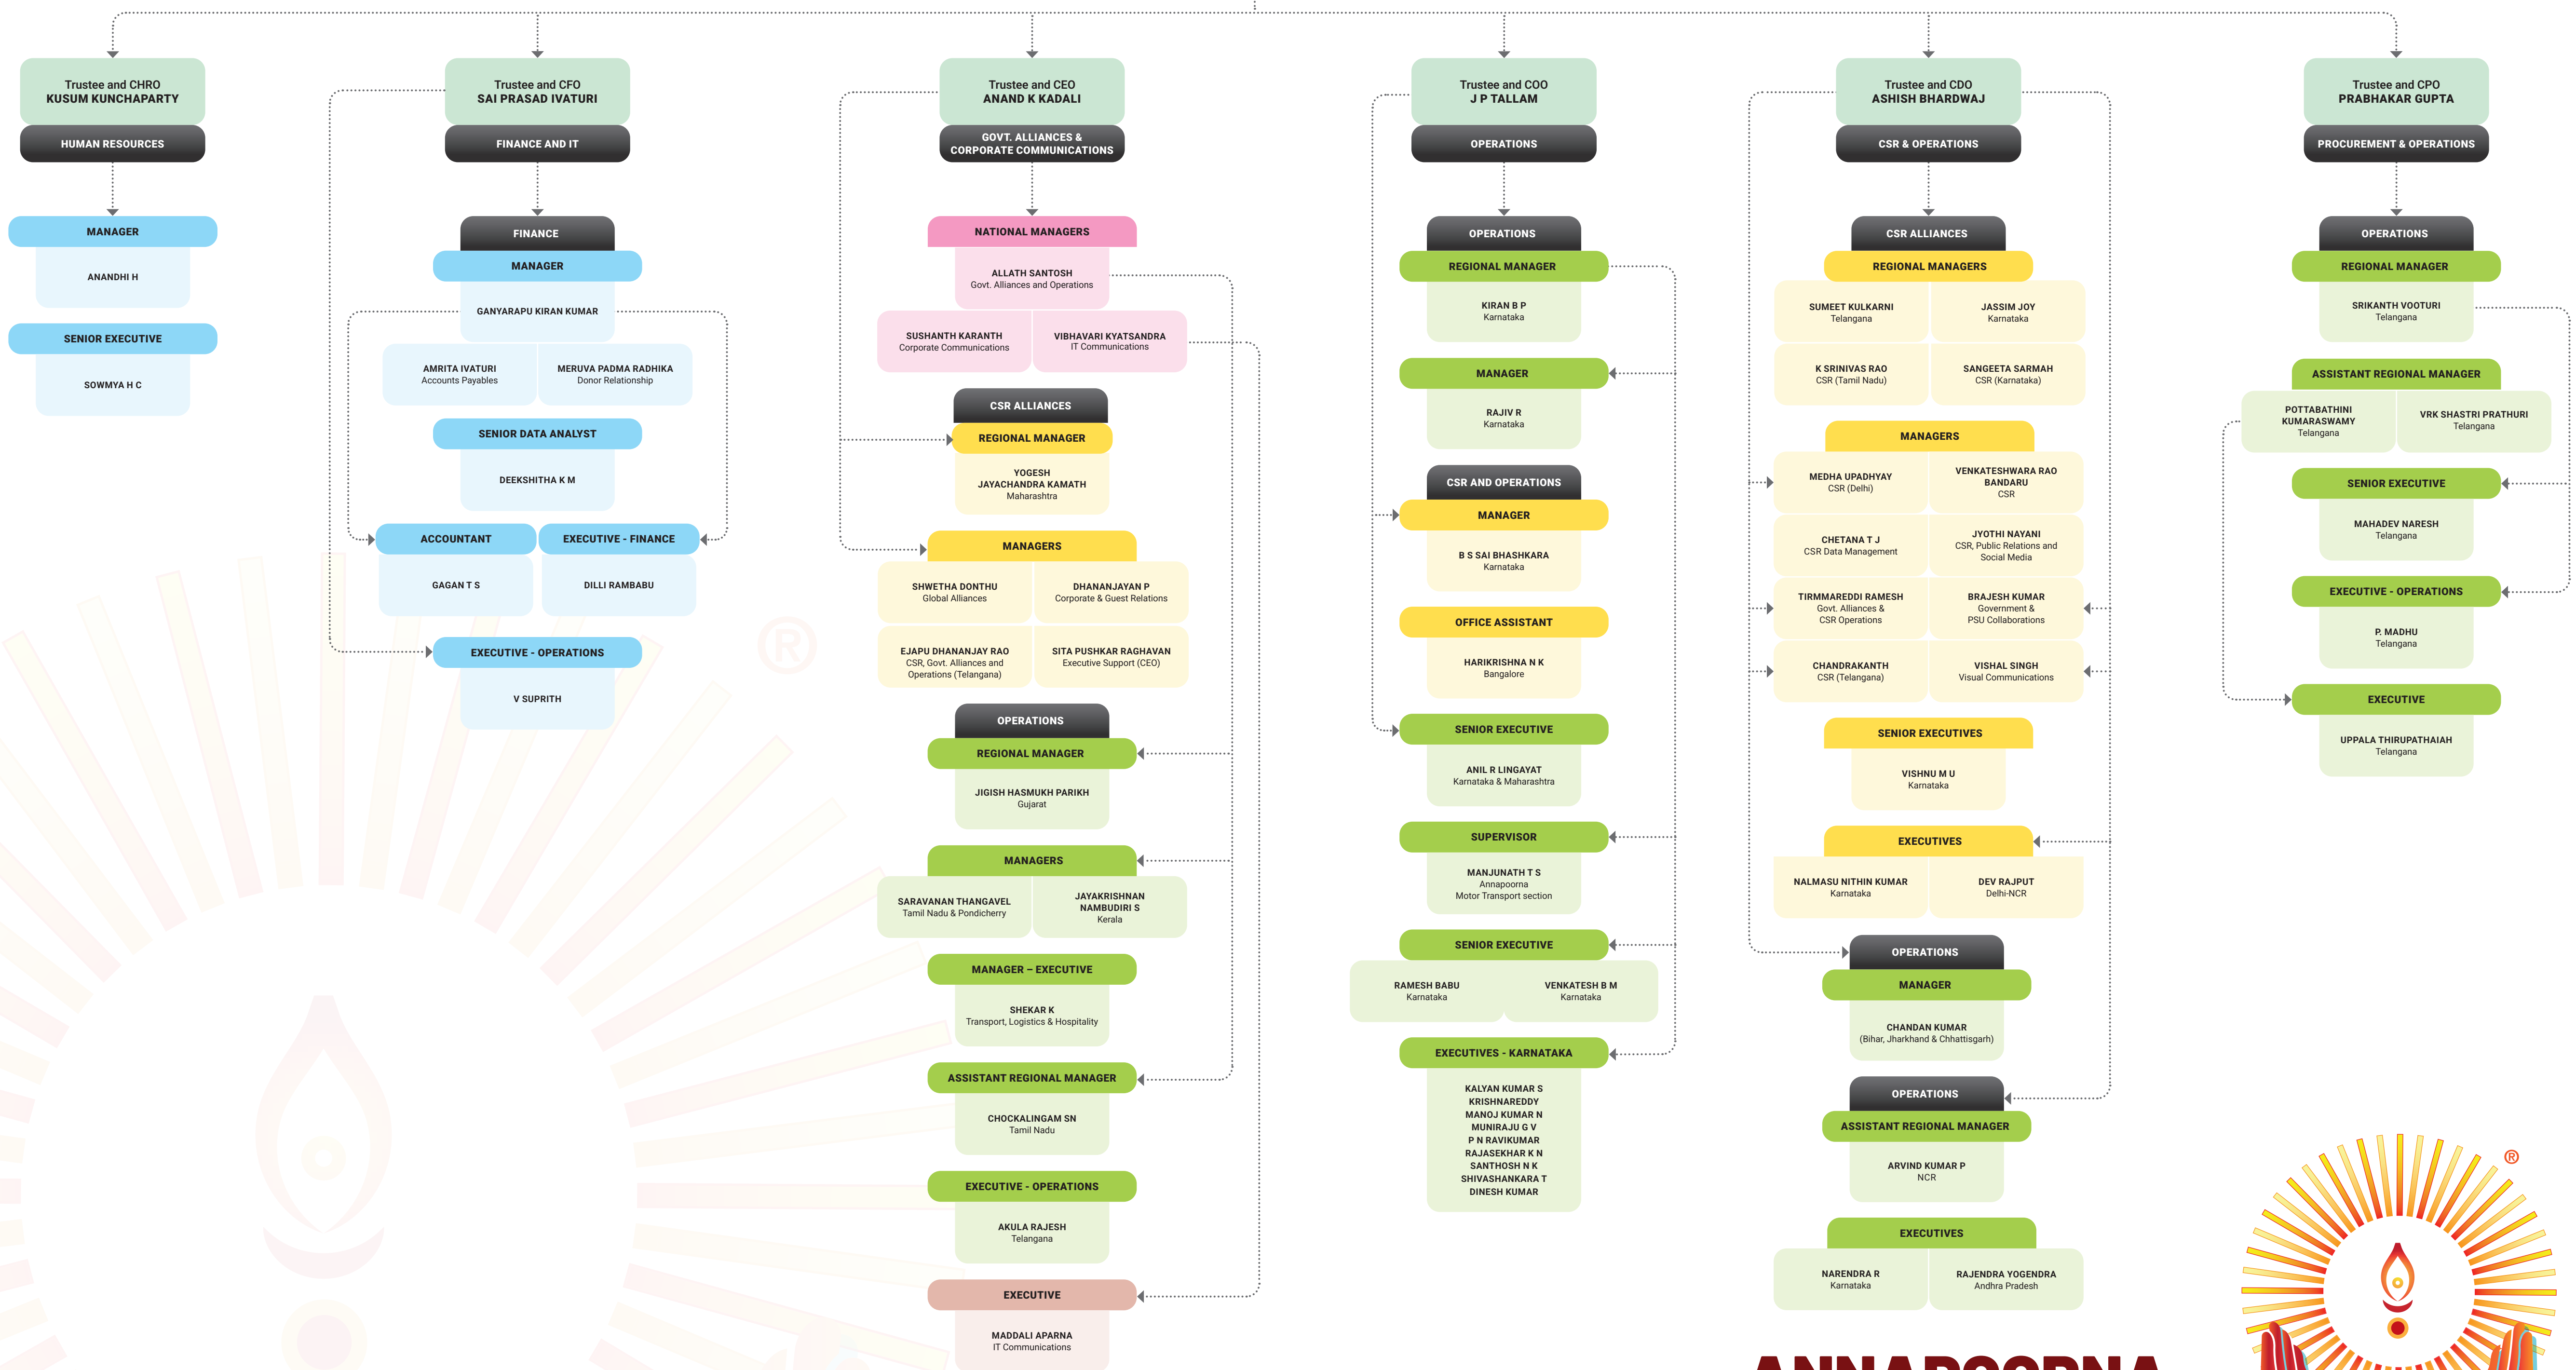 Trustee and CHRO
KUSUM KUNCHAPARTY
HUMAN RESOURCES
MANAGER
ANANDHI H
SENIOR EXECUTIVE
SOWMYA H C
Trustee and CFO
SAI PRASAD IVATURI
FINANCE AND IT
FINANCE
MANAGER
GANYARAPU KIRAN KUMAR
AMRITA IVATURI
Accounts Payables
MERUVA PADMA RADHIKA
Donor Relationship
SENIOR DATA ANALYST
DEEKSHITHA K M
ACCOUNTANT
GAGAN T S
EXECUTIVE - FINANCE
DILLI RAMBABU
EXECUTIVE - OPERATIONS
V SUPRITH
®
Trustee and CEO
ANAND K KADALI
GOVT. ALLIANCES &
CORPORATE COMMUNICATIONS
NATIONAL MANAGERS
ALLATH SANTOSH
Govt. Alliances and Operations
SUSHANTH KARANTH
Corporate Communications
VIBHAVARI KYATSANDRA
IT Communications
CSR ALLIANCES
REGIONAL MANAGER
YOGESH
JAYACHANDRA KAMATH
Maharashtra
MANAGERS
SHWETHA DONTHU
Global Alliances
DHANANJAYAN P
Corporate & Guest Relations
EJAPU DHANANJAY RAO
CSR, Govt. Alliances and
Operations (Telangana)
SITA PUSHKAR RAGHAVAN
Executive Support (CEO)
OPERATIONS
REGIONAL MANAGER
JIGISH HASMUKH PARIKH
Gujarat
MANAGERS
SARAVANAN THANGAVEL
Tamil Nadu & Pondicherry
JAYAKRISHNAN
NAMBUDIRI S
Kerala
MANAGER – EXECUTIVE
SHEKAR K
Transport, Logistics & Hospitality
ASSISTANT REGIONAL MANAGER
CHOCKALINGAM SN
Tamil Nadu
EXECUTIVE - OPERATIONS
AKULA RAJESH
Telangana
EXECUTIVE
MADDALI APARNA
IT Communications
Trustee and COO
J P TALLAM
OPERATIONS
OPERATIONS
REGIONAL MANAGER
KIRAN B P
Karnataka
MANAGER
RAJIV R
Karnataka
CSR AND OPERATIONS
MANAGER
B S SAI BHASKARA
Karnataka
OFFICE ASSISTANT
HARIKRISHNA N K
Bangalore
SENIOR EXECUTIVE
ANIL R LINGAYAT
Karnataka & Maharashtra
SUPERVISOR
MANJUNATH T S
Annapoorna
Motor Transport section
SENIOR EXECUTIVE
RAMESH BABU
Karnataka
VENKATESH B M
Karnataka
EXECUTIVES - KARNATAKA
KALYAN KUMAR S
KRISHNAREDDY
MANOJ KUMAR N
MUNIRAJU G V
P N RAVIKUMAR
RAJASEKHAR K N
SANTHOSH N K
SHIVASHANKARA T
DINESH KUMAR
Trustee and CDO
ASHISH BHARDWAJ
CSR & OPERATIONS
CSR ALLIANCES
REGIONAL MANAGERS
SUMEET KULKARNI
Telangana
JASSIM JOY
Karnataka
K SRINIVAS RAO
CSR (Tamil Nadu)
SANGEETA SARMAH
CSR (Karnataka)
MANAGERS
MEDHA UPADHYAY
CSR (Delhi)
VENKATESHWARA RAO
BANDARU
CSR
CHETANA T J
CSR Data Management
JYOTHI NAYANI
CSR, Public Relations and
Social Media
TIRMMAREDDI RAMESH
Govt. Alliances &
CSR Operations
BRAJESH KUMAR
Government &
PSU Collaborations
CHANDRAKANTH
CSR (Telangana)
VISHAL SINGH
Visual Communications
SENIOR EXECUTIVES
VISHNU M U
Karnataka
EXECUTIVES
NALMASU NITHIN KUMAR
Karnataka
DEV RAJPUT
Delhi-NCR
OPERATIONS
MANAGER
CHANDAN KUMAR
(Bihar, Jharkhand & Chhattisgarh)
OPERATIONS
ASSISTANT REGIONAL MANAGER
ARVIND KUMAR P
NCR
EXECUTIVES
NARENDRA R
Karnataka
RAJENDRA YOGENDRA
Andhra Pradesh
Trustee and CPO
PRABHAKAR GUPTA
PROCUREMENT & OPERATIONS
OPERATIONS
REGIONAL MANAGER
SRIKANTH VOOTURI
Telangana
ASSISTANT REGIONAL MANAGER
POTTABATHINI
KUMARASWAMY
Telangana
VRK SHASTRI PRATHURI
Telangana
SENIOR EXECUTIVE
MAHADEV NARESH
Telangana
EXECUTIVE - OPERATIONS
P. MADHU
Telangana
EXECUTIVE
UPPALA THIRUPATHAIAH
Telangana
®
ANNAPOORNA